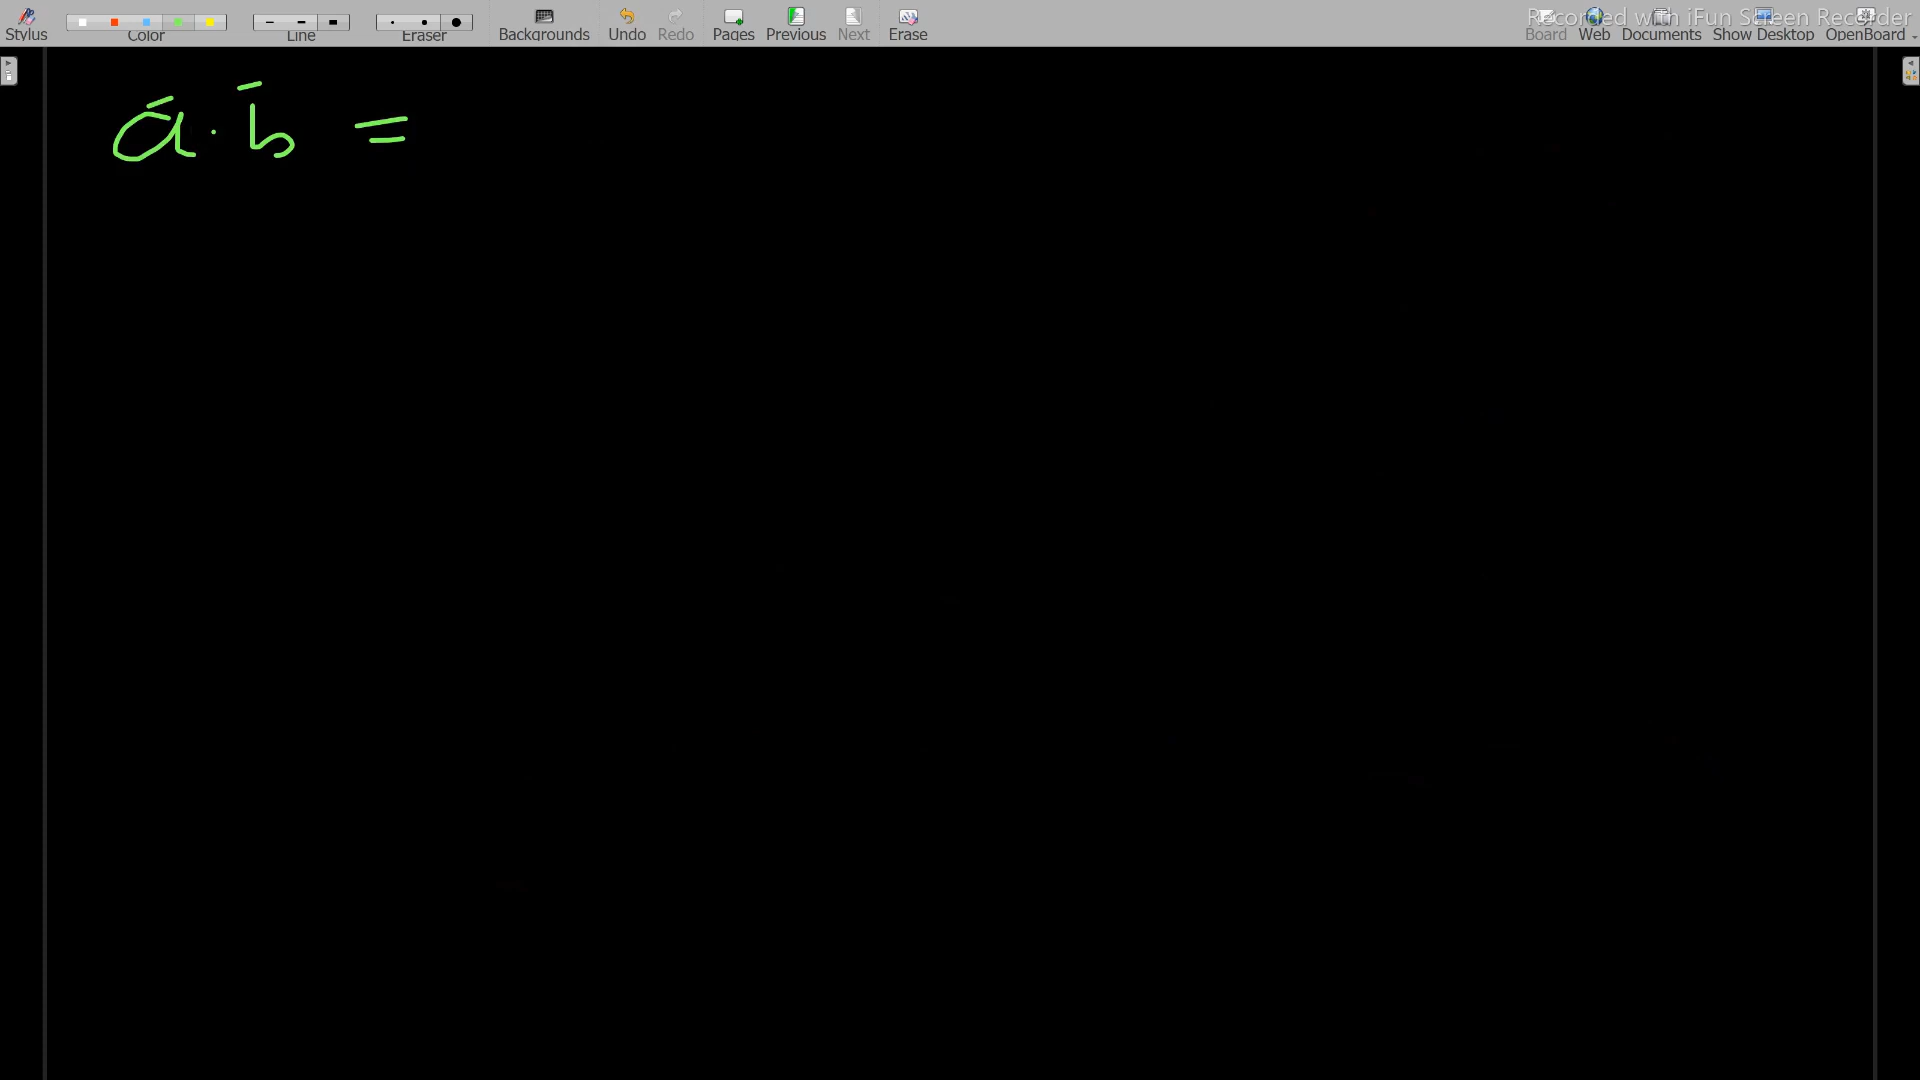 Recorded with iFun Screen Recorder
Stylus Color Line Eraser Backgrounds Undo Redo Pages Previous Next Erase Board Web Documents Show Desktop OpenBoard
ā · b̄ =